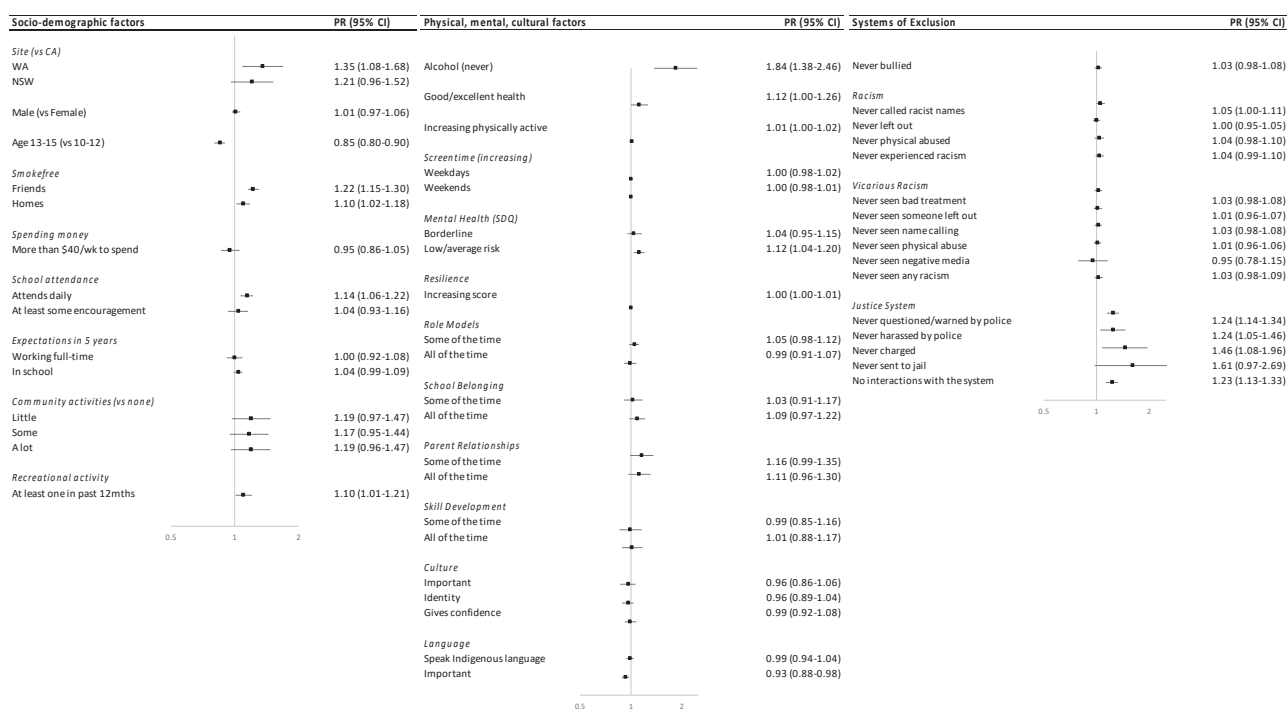 Socio-demographic factors PR (95% CI)
Site (vs CA)
WA 1.35 (1.08-1.68)
NSW 1.21 (0.96-1.52)
Male (vs Female) 1.01 (0.97-1.06)
Age 13-15 (vs 10-12) 0.85 (0.80-0.90)
Smokefree
Friends 1.22 (1.15-1.30)
Homes 1.10 (1.02-1.18)
Spending money
More than $40/wk to spend 0.95 (0.86-1.05)
School attendance
Attends daily 1.14 (1.06-1.22)
At least some encouragement 1.04 (0.93-1.16)
Expectations in 5 years
Working full-time 1.00 (0.92-1.08)
In school 1.04 (0.99-1.09)
Community activities (vs none)
Little 1.19 (0.97-1.47)
Some 1.17 (0.95-1.44)
A lot 1.19 (0.96-1.47)
Recreational activity
At least one in past 12mths 1.10 (1.01-1.21)
0.5 1 2
Physical, mental, cultural factors PR (95% CI)
Alcohol (never) 1.84 (1.38-2.46)
Good/excellent health 1.12 (1.00-1.26)
Increasing physically active 1.01 (1.00-1.02)
Screentime (increasing)
Weekdays 1.00 (0.98-1.02)
Weekends 1.00 (0.98-1.01)
Mental Health (SDQ)
Borderline 1.04 (0.95-1.15)
Low/average risk 1.12 (1.04-1.20)
Resilience
Increasing score 1.00 (1.00-1.01)
Role Models
Some of the time 1.05 (0.98-1.12)
All of the time 0.99 (0.91-1.07)
School Belonging
Some of the time 1.03 (0.91-1.17)
All of the time 1.09 (0.97-1.22)
Parent Relationships
Some of the time 1.16 (0.99-1.35)
All of the time 1.11 (0.96-1.30)
Skill Development
Some of the time 0.99 (0.85-1.16)
All of the time 1.01 (0.88-1.17)
Culture
Important 0.96 (0.86-1.06)
Identity 0.96 (0.89-1.04)
Gives confidence 0.99 (0.92-1.08)
Language
Speak Indigenous language 0.99 (0.94-1.04)
Important 0.93 (0.88-0.98)
0.5 1 2
Systems of Exclusion PR (95% CI)
Never bullied 1.03 (0.98-1.08)
Racism
Never called racist names 1.05 (1.00-1.11)
Never left out 1.00 (0.95-1.05)
Never physical abused 1.04 (0.98-1.10)
Never experienced racism 1.04 (0.99-1.10)
Vicarious Racism
Never seen bad treatment 1.03 (0.98-1.08)
Never seen someone left out 1.01 (0.96-1.07)
Never seen name calling 1.03 (0.98-1.08)
Never seen physical abuse 1.01 (0.96-1.06)
Never seen negative media 0.95 (0.78-1.15)
Never seen any racism 1.03 (0.98-1.09)
Justice System
Never questioned/warned by police 1.24 (1.14-1.34)
Never harassed by police 1.24 (1.05-1.46)
Never charged 1.46 (1.08-1.96)
Never sent to jail 1.61 (0.97-2.69)
No interactions with the system 1.23 (1.13-1.33)
0.5 1 2